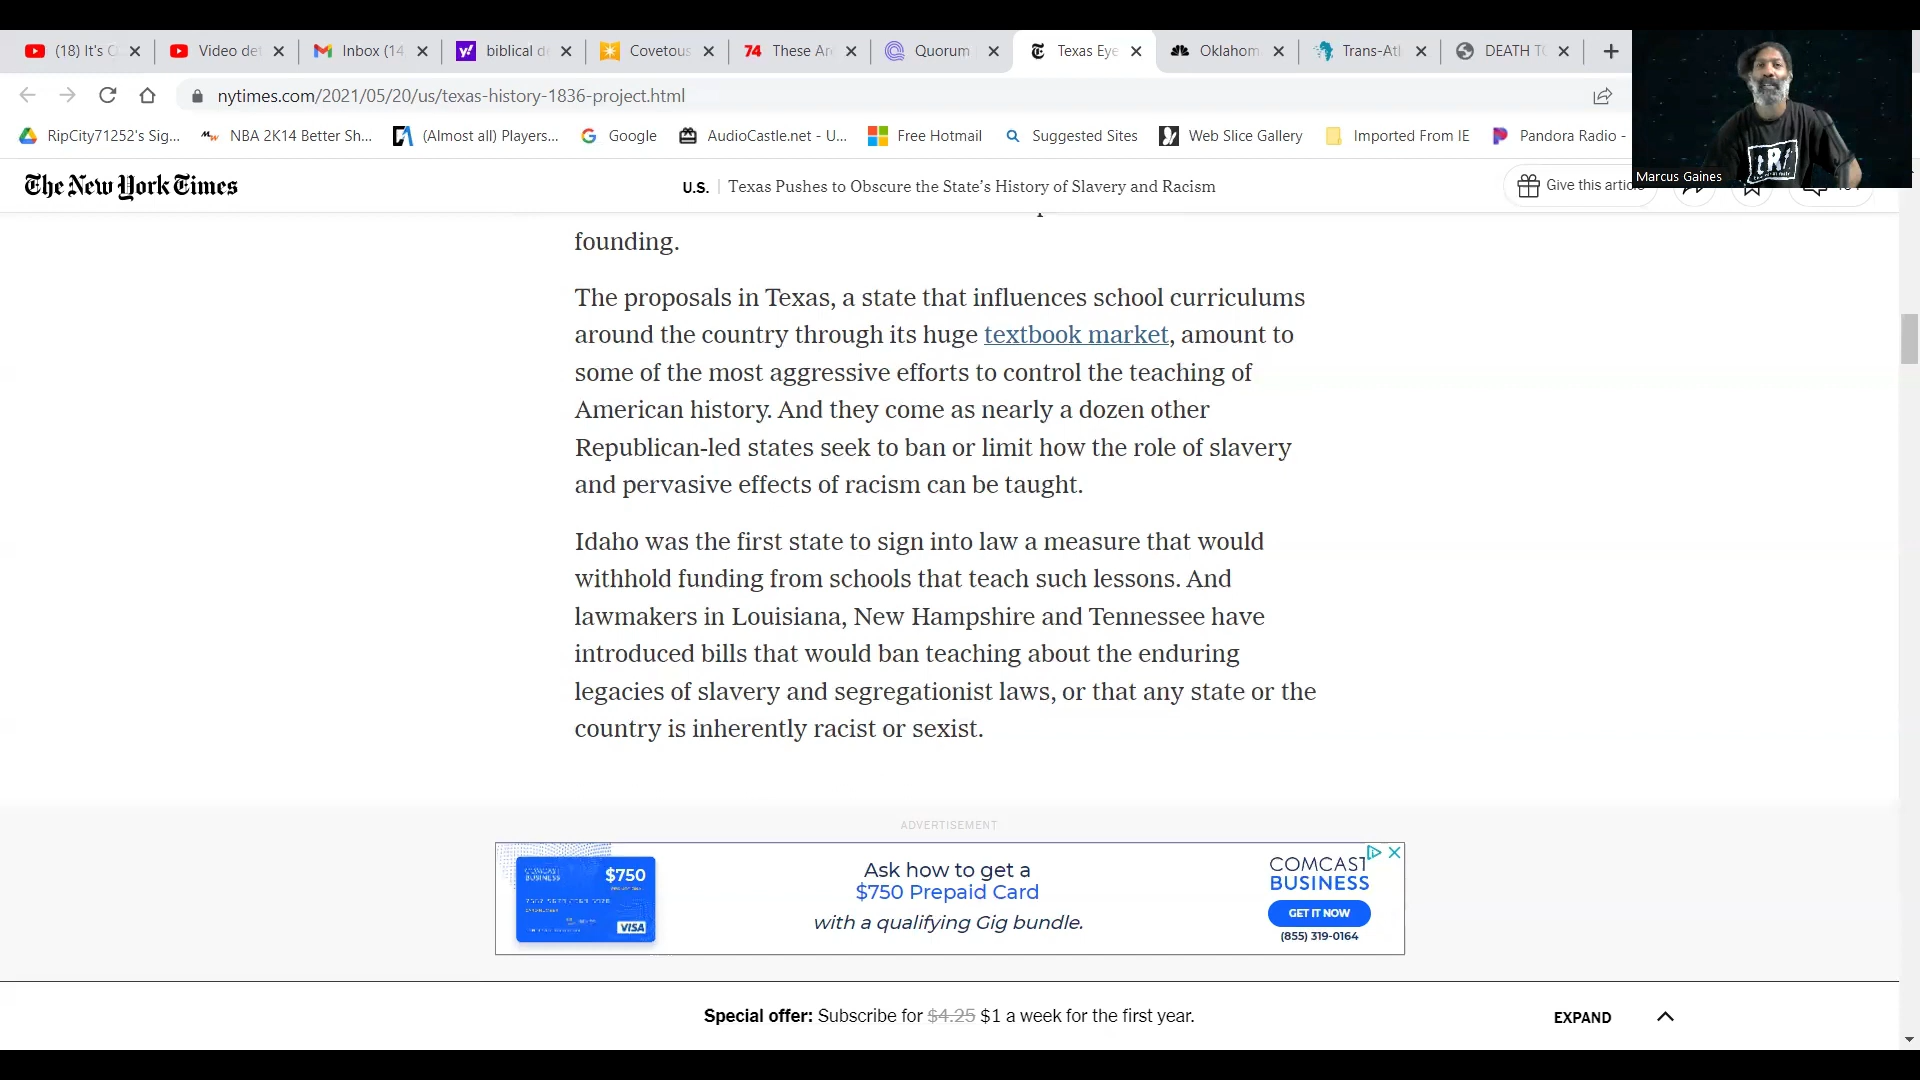 (18) It's Video de Inbox (14 biblical d Covetous These Ar Quorum Texas Eye Oklahom Trans-Atl DEATH T
nytimes.com/2021/05/20/us/texas-history-1836-project.html
RipCity71252's Sig... NBA 2K14 Better Sh... (Almost all) Players... Google AudioCastle.net - U... Free Hotmail Suggested Sites Web Slice Gallery Imported From IE Pandora Radio -
Marcus Gaines
The New York Times
U.S. | Texas Pushes to Obscure the State's History of Slavery and Racism
Give this article
founding.
The proposals in Texas, a state that influences school curriculums
around the country through its huge textbook market, amount to
some of the most aggressive efforts to control the teaching of
American history. And they come as nearly a dozen other
Republican-led states seek to ban or limit how the role of slavery
and pervasive effects of racism can be taught.
Idaho was the first state to sign into law a measure that would
withhold funding from schools that teach such lessons. And
lawmakers in Louisiana, New Hampshire and Tennessee have
introduced bills that would ban teaching about the enduring
legacies of slavery and segregationist laws, or that any state or the
country is inherently racist or sexist.
ADVERTISEMENT
COMCAST
BUSINESS
$750
VISA
Ask how to get a
$750 Prepaid Card
with a qualifying Gig bundle.
COMCAST
BUSINESS
GET IT NOW
(855) 319-0164
Special offer: Subscribe for $4.25 $1 a week for the first year.
EXPAND